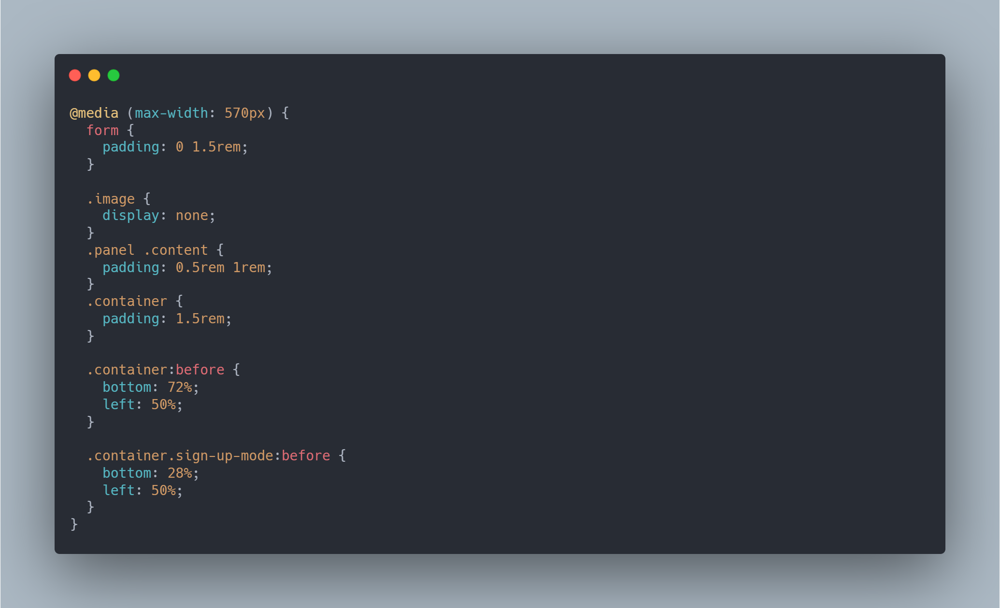 @media (max-width: 570px) {
  form {
    padding: 0 1.5rem;
  }

  .image {
    display: none;
  }
  .panel .content {
    padding: 0.5rem 1rem;
  }
  .container {
    padding: 1.5rem;
  }

  .container:before {
    bottom: 72%;
    left: 50%;
  }

  .container.sign-up-mode:before {
    bottom: 28%;
    left: 50%;
  }
}